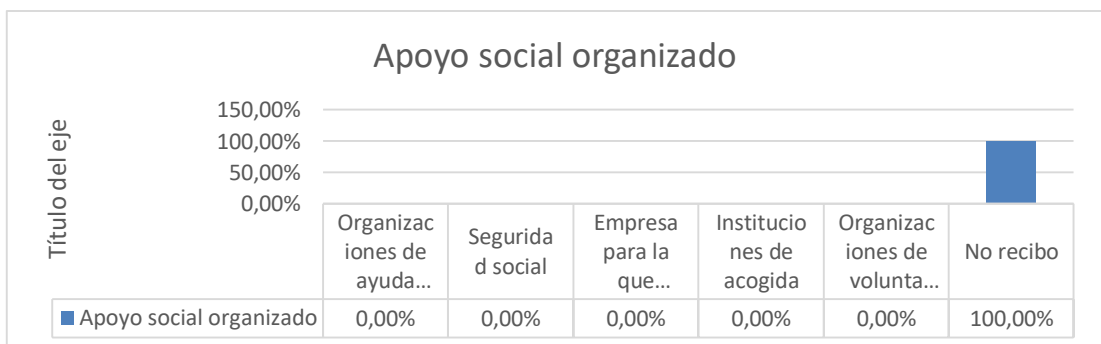 Apoyo social organizado
Título del eje
150,00%
100,00%
50,00%
0,00%
Organizac
iones de
ayuda...
Segurida
d social
Empresa
para la
que...
Institucio
nes de
acogida
Organizac
iones de
volunta...
No recibo
Apoyo social organizado 0,00% 0,00% 0,00% 0,00% 0,00% 100,00%